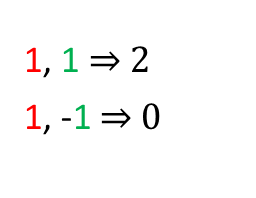 1, 1 ⇒ 2
1, -1 ⇒ 0